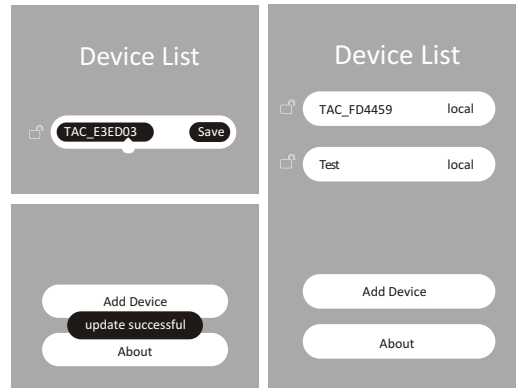 Device List
TAC_E3ED03 Save
Add Device
update successful
About
Device List
TAC_FD4459 local
Test local
Add Device
About